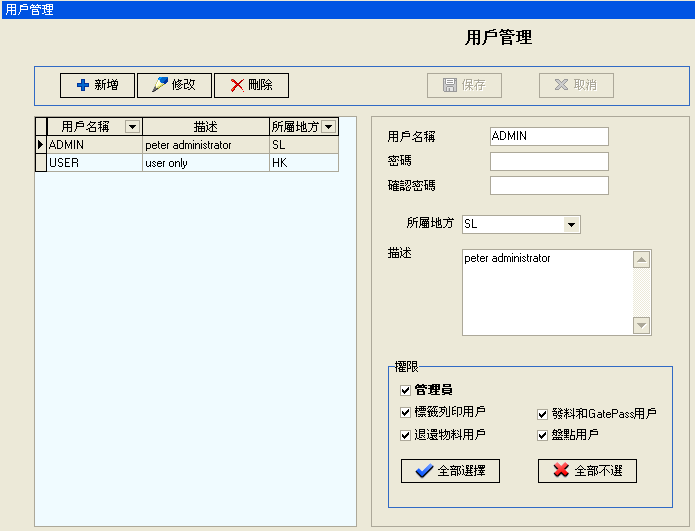 用戶管理
用戶管理
新增 修改 刪除 保存 取消
用戶名稱 描述 所屬地方
ADMIN peter administrator SL
USER user only HK
用戶名稱 ADMIN
密碼
確認密碼
所屬地方 SL
描述 peter administrator
權限
管理員
標籤列印用戶 發料和GatePass用戶
退還物料用戶 盤點用戶
全部選擇 全部不選